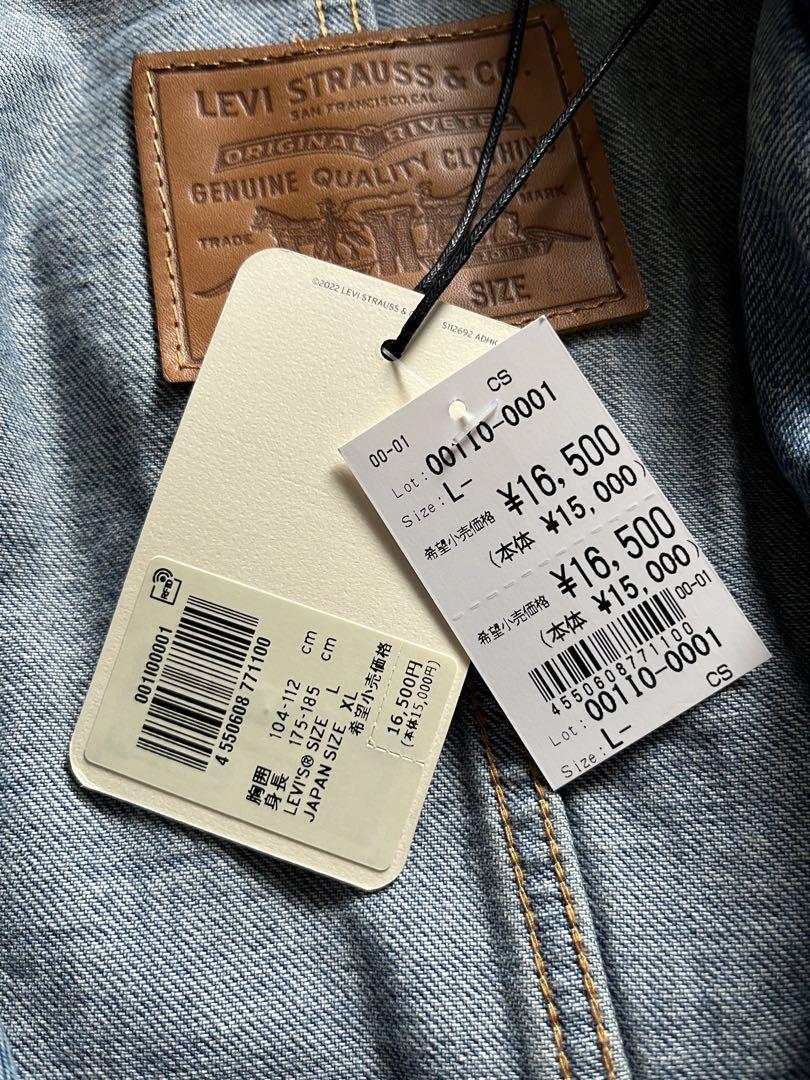 LEVI STRAUSS & CO.
SAN FRANCISCO, CAL.
ORIGINAL RIVETED
GENUINE QUALITY CLOTHING
TRADE MARK
SIZE L
©2022 LEVI STRAUSS &
S112692 ADHK
CS
00-01
Lot: 00110-0001
Size: L-
希望小売価格 ¥16,500
(本体 ¥15,000)
希望小売価格 ¥16,500
(本体 ¥15,000)
00-01
4550608771100
Lot: 00110-0001
CS
Size: L-
RFID
001100001
4 550608 771100
胸囲 104-112 cm
身長 175-185 cm
LEVI'S® SIZE L
JAPAN SIZE XL
希望小売価格
16,500円
(本体15,000円)